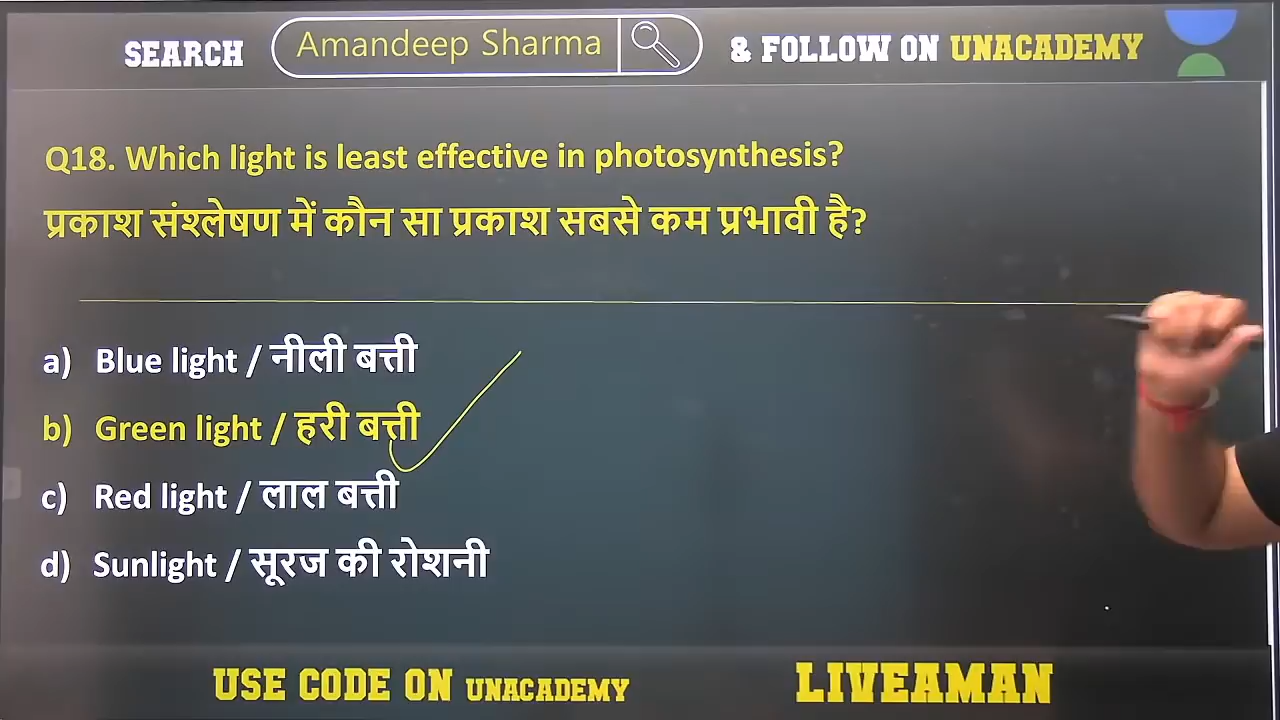 SEARCH Amandeep Sharma & FOLLOW ON UNACADEMY
Q18. Which light is least effective in photosynthesis?
प्रकाश संश्लेषण में कौन सा प्रकाश सबसे कम प्रभावी है?
a) Blue light / नीली बत्ती
b) Green light / हरी बत्ती
c) Red light / लाल बत्ती
d) Sunlight / सूरज की रोशनी
USE CODE ON UNACADEMY LIVEAMAN